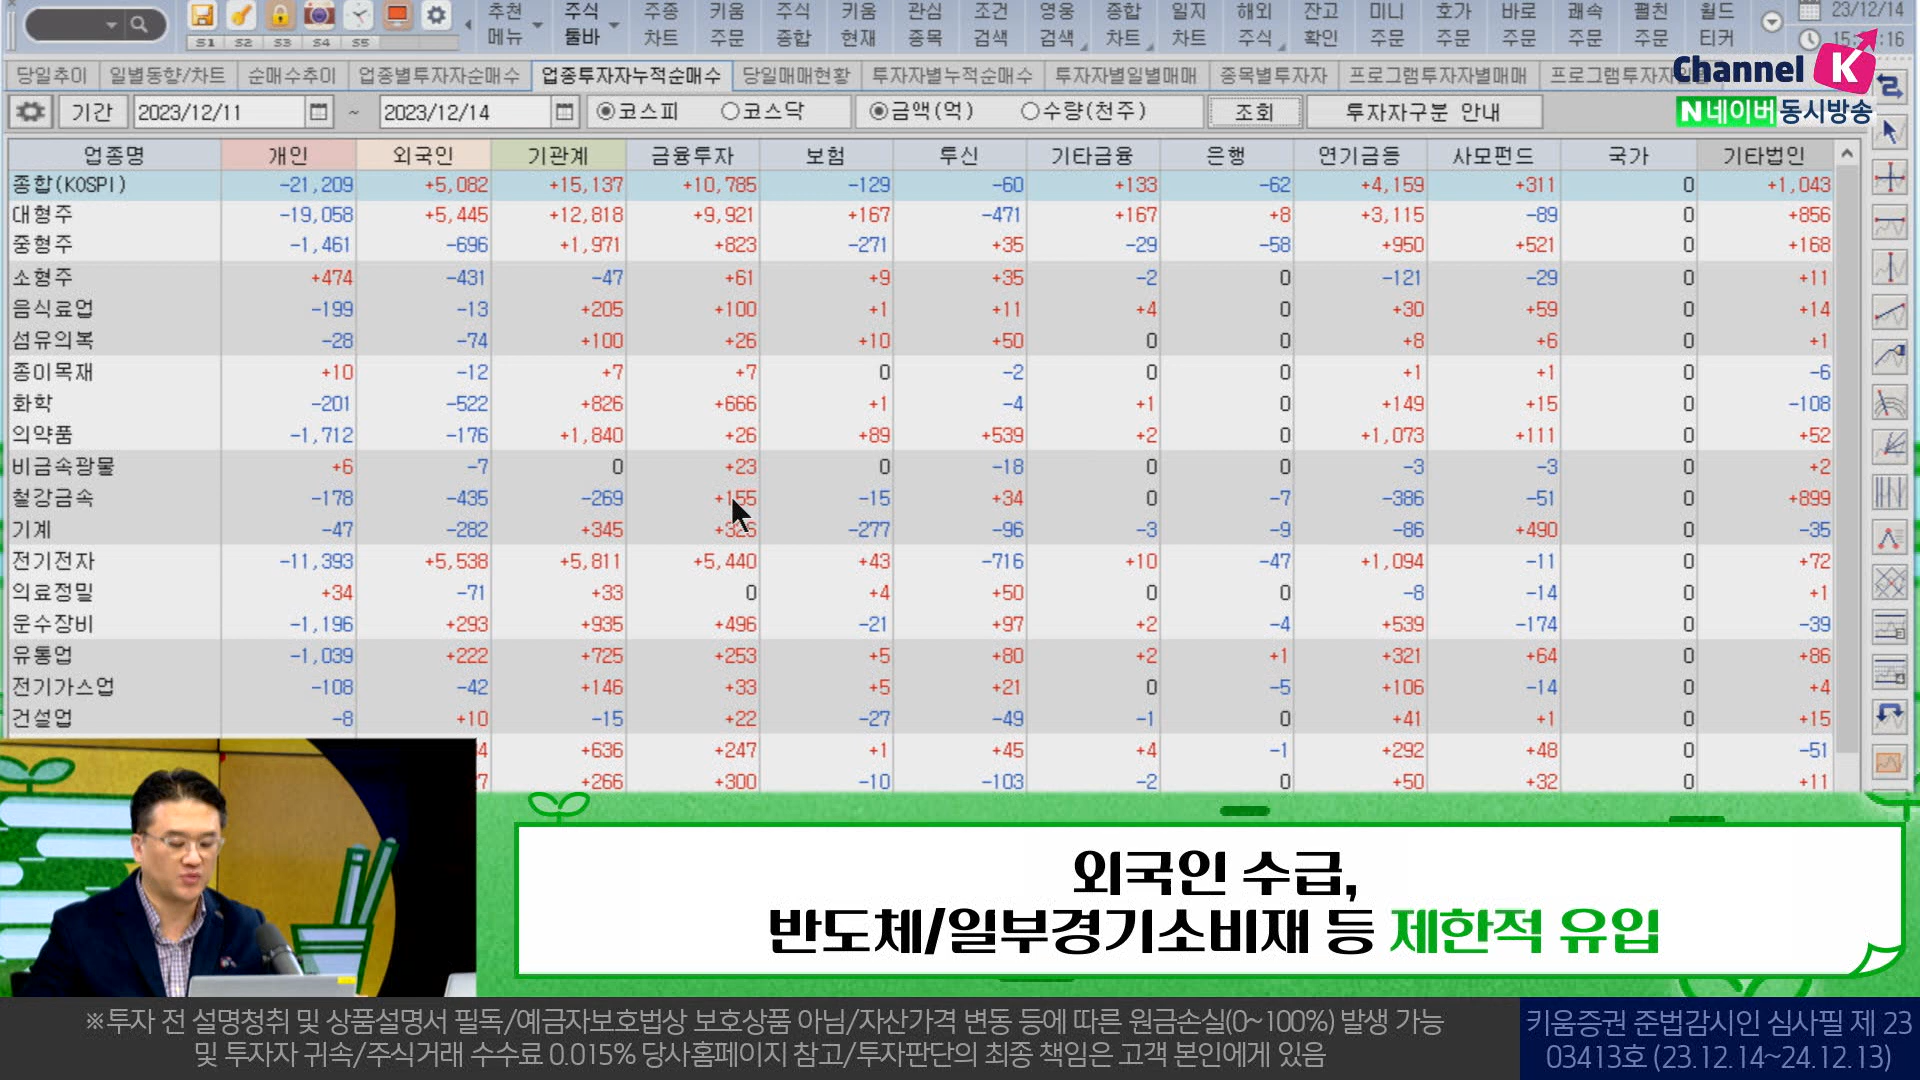 S1 S2 S3 S4 S5
추천 메뉴 주식 툴바 주종 차트 키움 주문 주식 종합 키움 현재 관심 종목 조건 검색 영웅 검색 종합 차트 일지 차트 해외 주식 잔고 확인 미니 주문 호가 주문 바로 주문 쾌속 주문 펼친 주문 월드 티커
23/12/14
Channel K
N네이버동시방송
당일추이 일별동향/차트 순매수추이 업종별투자자순매수 업종투자자누적순매수 당일매매현황 투자자별누적순매수 투자자별일별매매 종목별투자자 프로그램투자자별매매 프로그램투자자
기간 2023/12/11 ~ 2023/12/14 코스피 코스닥 금액(억) 수량(천주) 조회 투자자구분 안내
업종명 개인 외국인 기관계 금융투자 보험 투신 기타금융 은행 연기금등 사모펀드 국가 기타법인
종합(KOSPI) -21,209 +5,082 +15,137 +10,785 -129 -60 +133 -62 +4,159 +311 0 +1,043
대형주 -19,058 +5,445 +12,818 +9,921 +167 -471 +167 +8 +3,115 -89 0 +856
중형주 -1,461 -696 +1,971 +823 -271 +35 -29 -58 +950 +521 0 +168
소형주 +474 -431 -47 +61 +9 +35 -2 0 -121 -29 0 +11
음식료업 -199 -13 +205 +100 +1 +11 +4 0 +30 +59 0 +14
섬유의복 -28 -74 +100 +26 +10 +50 0 0 +8 +6 0 +1
종이목재 +10 -12 +7 +7 0 -2 0 0 +1 +1 0 -6
화학 -201 -522 +826 +666 +1 -4 +1 0 +149 +15 0 -108
의약품 -1,712 -176 +1,840 +26 +89 +539 +2 0 +1,073 +111 0 +52
비금속광물 +6 -7 0 +23 0 -18 0 0 -3 -3 0 +2
철강금속 -178 -435 -269 +155 -15 +34 0 -7 -386 -51 0 +899
기계 -47 -282 +345 -277 -96 -3 -9 -86 +490 0 -35
전기전자 -11,393 +5,538 +5,811 +5,440 +43 -716 +10 -47 +1,094 -11 0 +72
의료정밀 +34 -71 +33 0 +4 +50 0 0 -8 -14 0 +1
운수장비 -1,196 +293 +935 +496 -21 +97 +2 -4 +539 -174 0 -39
유통업 -1,039 +222 +725 +253 +5 +80 +2 +1 +321 +64 0 +86
전기가스업 -108 -42 +146 +33 +5 +21 0 -5 +106 -14 0 +4
건설업 -8 +10 -15 +22 -27 -49 -1 0 +41 +1 0 +15
4 +636 +247 +1 +45 +4 -1 +292 +48 0 -51
7 +266 +300 -10 -103 -2 0 +50 +32 0 +11
외국인 수급,
반도체/일부경기소비재 등 제한적 유입
※투자 전 설명청취 및 상품설명서 필독/예금자보호법상 보호상품 아님/자산가격 변동 등에 따른 원금손실(0~100%) 발생 가능
및 투자자 귀속/주식거래 수수료 0.015% 당사홈페이지 참고/투자판단의 최종 책임은 고객 본인에게 있음
키움증권 준법감시인 심사필 제 23
03413호 (23.12.14~24.12.13)